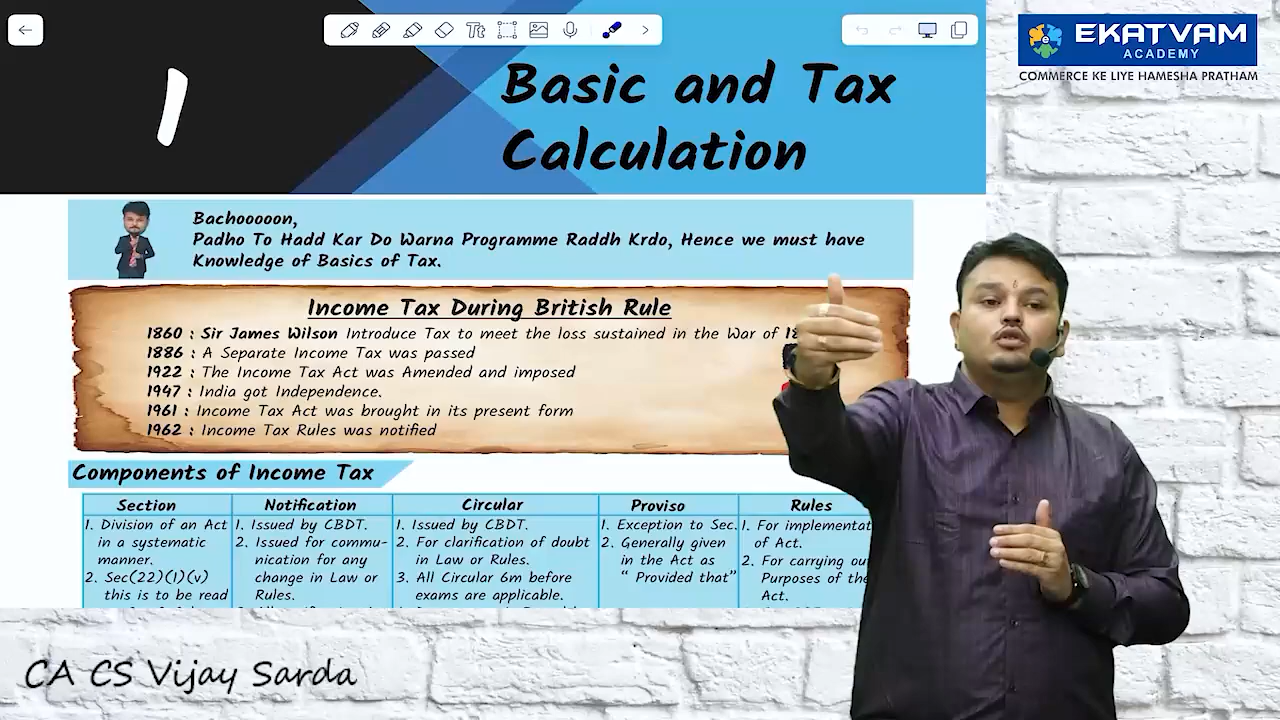 Tt
EKATVAM
ACADEMY
COMMERCE KE LIYE HAMESHA PRATHAM
1
Basic and Tax
Calculation
Bachooooon,
Padho To Hadd Kar Do Warna Programme Raddh Krdo, Hence we must have
Knowledge of Basics of Tax.
Income Tax During British Rule
1860 : Sir James Wilson Introduce Tax to meet the loss sustained in the War of
1886 : A Separate Income Tax was passed
1922 : The Income Tax Act was Amended and imposed
1947 : India got Independence.
1961 : Income Tax Act was brought in its present form
1962 : Income Tax Rules was notified
Components of Income Tax
Section Notification Circular Proviso Rules
1. Division of an Act 1. Issued by CBDT. 1. Issued by CBDT. 1. Exception to Sec. 1. For
in a systematic 2. Issued for commu- 2. For clarification of doubt 2. Generally given of Act.
manner. nication for any in Law or Rules. in the Act as 2. For carrying
2. Sec(22)(1)(v) change in Law or 3. All Circular 6m before “ Provided that” Purposes of
this is to be read Rules. exams are applicable. Act.
CA CS Vijay Sarda